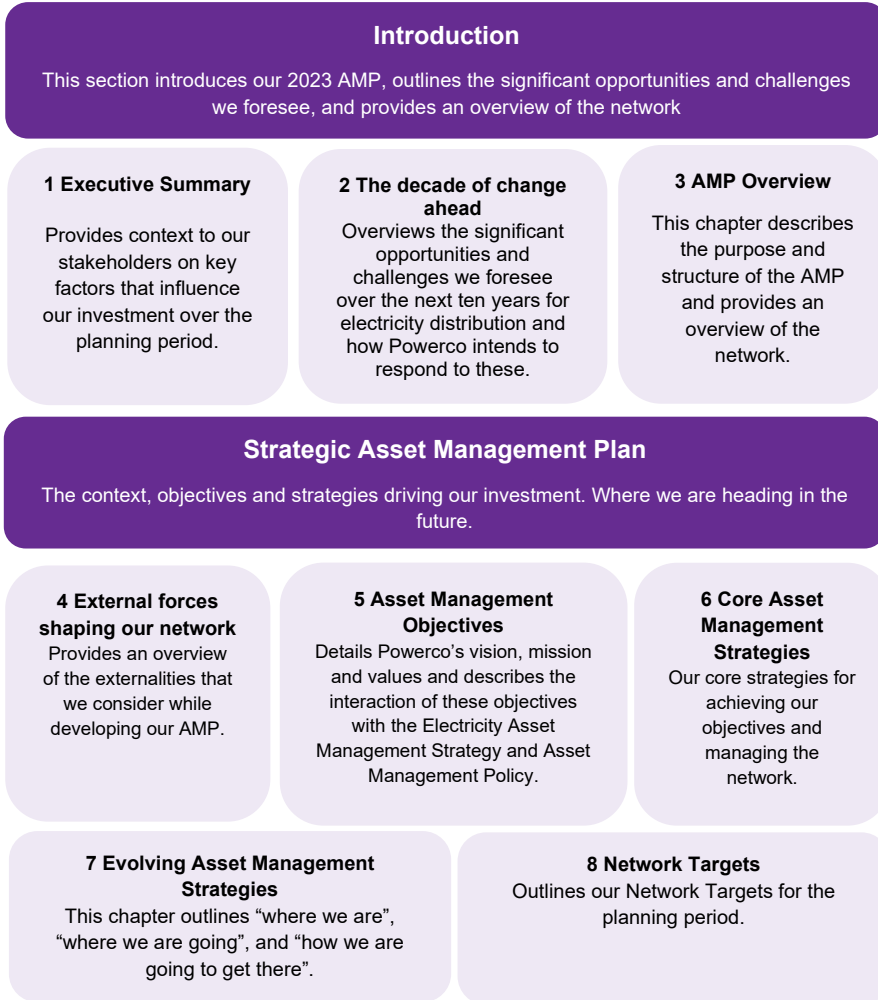 Introduction
This section introduces our 2023 AMP, outlines the significant opportunities and challenges
we foresee, and provides an overview of the network
1 Executive Summary
Provides context to our
stakeholders on key
factors that influence
our investment over the
planning period.
2 The decade of change
ahead
Overviews the significant
opportunities and
challenges we foresee
over the next ten years for
electricity distribution and
how Powerco intends to
respond to these.
3 AMP Overview
This chapter describes
the purpose and
structure of the AMP
and provides an
overview of the
network.
Strategic Asset Management Plan
The context, objectives and strategies driving our investment. Where we are heading in the
future.
4 External forces
shaping our network
Provides an overview
of the externalities that
we consider while
developing our AMP.
5 Asset Management
Objectives
Details Powerco’s vision, mission
and values and describes the
interaction of these objectives
with the Electricity Asset
Management Strategy and Asset
Management Policy.
6 Core Asset
Management
Strategies
Our core strategies for
achieving our
objectives and
managing the
network.
7 Evolving Asset Management
Strategies
This chapter outlines “where we are”,
“where we are going”, and “how we are
going to get there”.
8 Network Targets
Outlines our Network Targets for the
planning period.